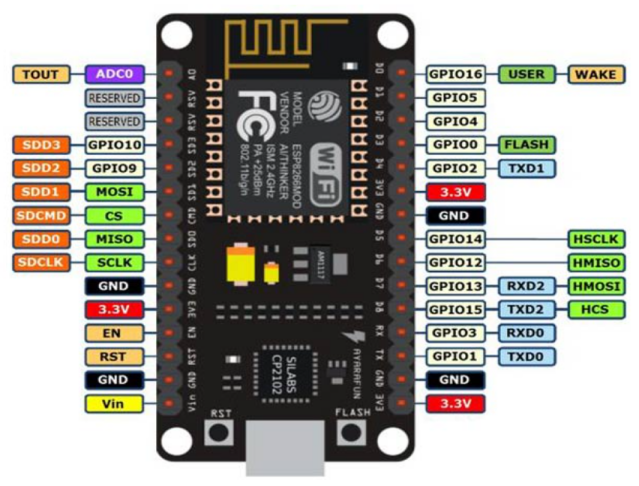 TOUT ADC0 A0 D0 GPIO16 USER WAKE
RESERVED RSV D1 GPIO5
RESERVED RSV D2 GPIO4
SDD3 GPIO10 SD3 D3 GPIO0 FLASH
SDD2 GPIO9 SD2 D4 GPIO2 TXD1
SDD1 MOSI SD1 3V3 3.3V
SDCMD CS CMD GND GND
SDD0 MISO SD0 D5 GPIO14 HSCLK
SDCLK SCLK CLK D6 GPIO12 HMISO
GND GND D7 GPIO13 RXD2 HMOSI
3.3V 3V3 D8 GPIO15 TXD2 HCS
EN EN RX GPIO3 RXD0
RST RST TX GPIO1 TXD0
GND GND GND GND
Vin Vin 3V3 3.3V
MODEL ESP8266MOD
VENDOR AI/THINKER
ISM 2.4GHz
PA +25dBm
802.11b/g/n
FC
Wi Fi
AM1117
SILABS
CP2102
AYARAFUN
RST
FLASH